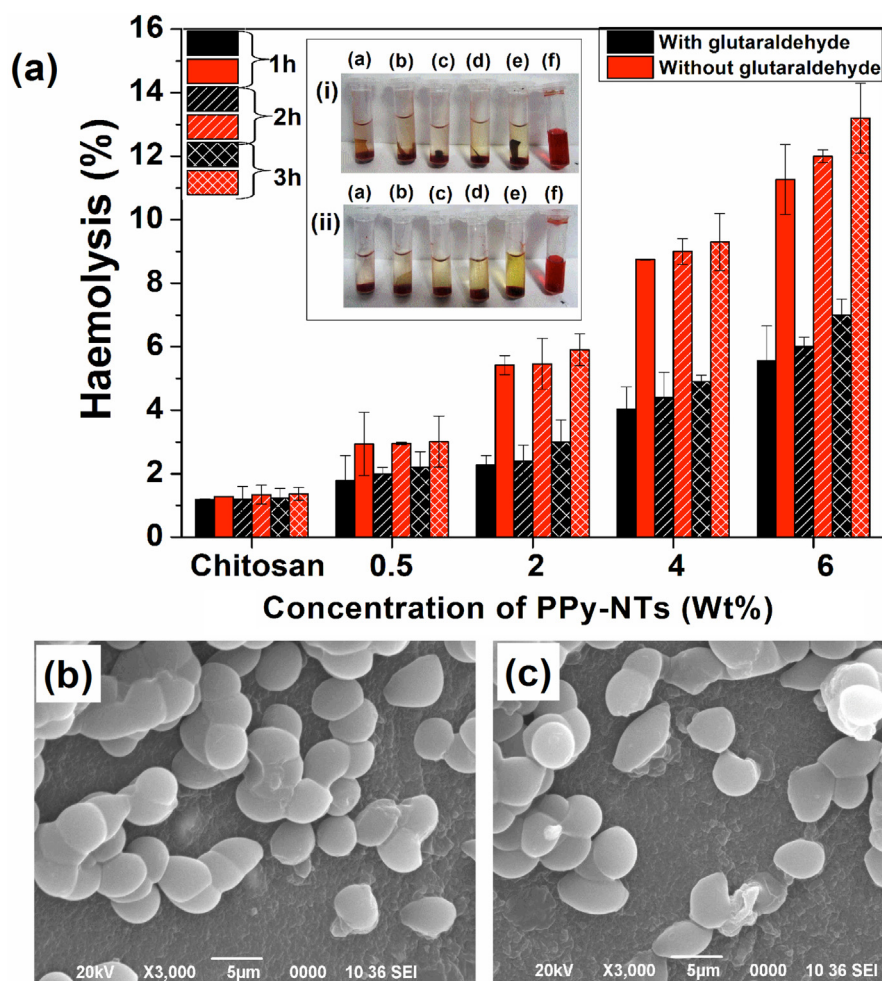 (a)
Haemolysis (%)
16
14
12
10
8
6
4
2
0
1h
2h
3h
With glutaraldehyde
Without glutaraldehyde
(a) (b) (c) (d) (e) (f)
(i)
(a) (b) (c) (d) (e) (f)
(ii)
Chitosan 0.5 2 4 6
Concentration of PPy-NTs (Wt%)
(b)
20kV X3,000 5µm 0000 10 36 SEI
(c)
20kV X3,000 5µm 0000 10 36 SEI